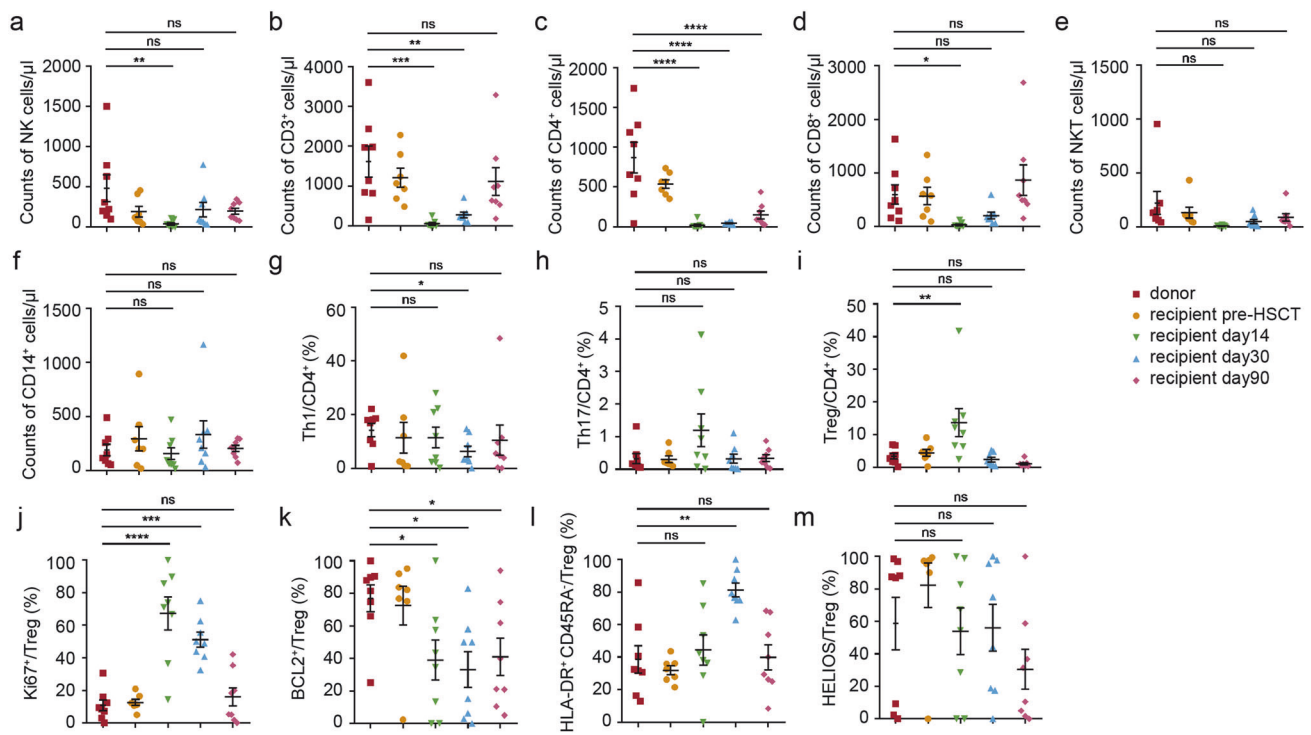 a
ns
ns
**
Counts of NK cells/µl
2000
1500
1000
500
0
b
ns
**
***
Counts of CD3⁺ cells/µl
4000
3000
2000
1000
0
c
****
****
****
Counts of CD4⁺ cells/µl
2000
1500
1000
500
0
d
ns
ns
*
Counts of CD8⁺ cells/µl
3000
2000
1000
0
e
ns
ns
ns
Counts of NKT cells/µl
2000
1500
1000
500
0
f
ns
ns
ns
Counts of CD14⁺ cells/µl
1500
1000
500
0
g
ns
*
ns
Th1/CD4⁺ (%)
60
40
20
0
h
ns
ns
ns
Th17/CD4⁺ (%)
5
4
3
2
1
0
i
ns
ns
**
Treg/CD4⁺ (%)
50
40
30
20
10
0
donor
recipient pre-HSCT
recipient day14
recipient day30
recipient day90
j
ns
***
****
Ki67⁺/Treg (%)
100
80
60
40
20
0
k
*
*
*
BCL2⁺/Treg (%)
100
80
60
40
20
0
l
ns
**
ns
HLA-DR⁺ CD45RA⁻/Treg (%)
100
80
60
40
20
0
m
ns
ns
ns
HELIOS/Treg (%)
100
80
60
40
20
0